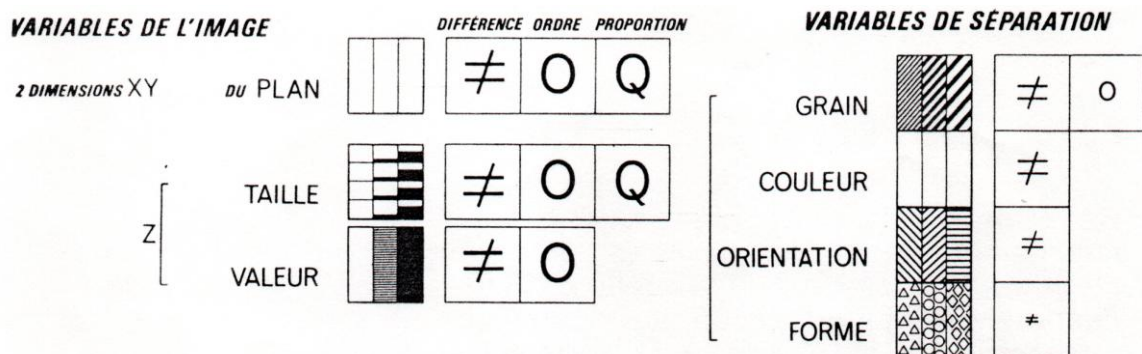 VARIABLES DE L'IMAGE
DIFFÉRENCE ORDRE PROPORTION
2 DIMENSIONS XY DU PLAN ≠ O Q
Z
TAILLE ≠ O Q
VALEUR ≠ O
VARIABLES DE SÉPARATION
GRAIN ≠ O
COULEUR ≠
ORIENTATION ≠
FORME ≠